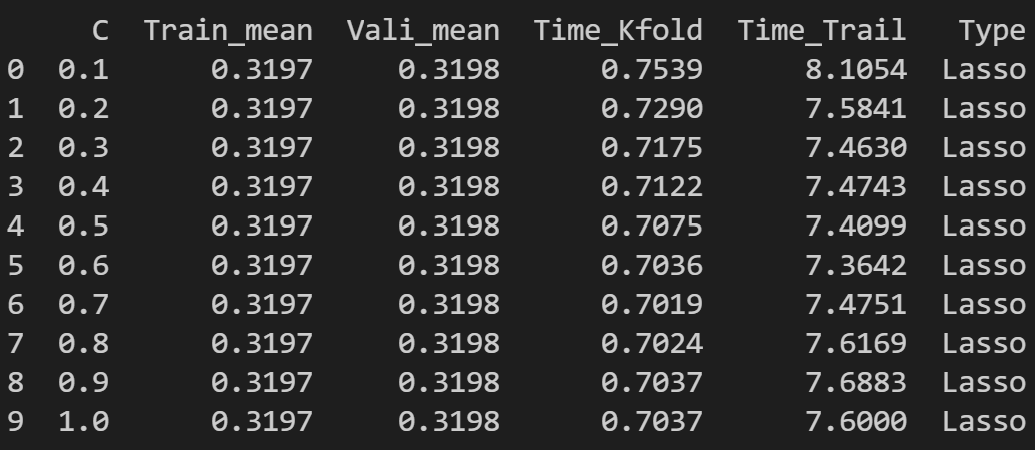 C Train_mean Vali_mean Time_Kfold Time_Trail Type
0 0.1 0.3197 0.3198 0.7539 8.1054 Lasso
1 0.2 0.3197 0.3198 0.7290 7.5841 Lasso
2 0.3 0.3197 0.3198 0.7175 7.4630 Lasso
3 0.4 0.3197 0.3198 0.7122 7.4743 Lasso
4 0.5 0.3197 0.3198 0.7075 7.4099 Lasso
5 0.6 0.3197 0.3198 0.7036 7.3642 Lasso
6 0.7 0.3197 0.3198 0.7019 7.4751 Lasso
7 0.8 0.3197 0.3198 0.7024 7.6169 Lasso
8 0.9 0.3197 0.3198 0.7037 7.6883 Lasso
9 1.0 0.3197 0.3198 0.7037 7.6000 Lasso